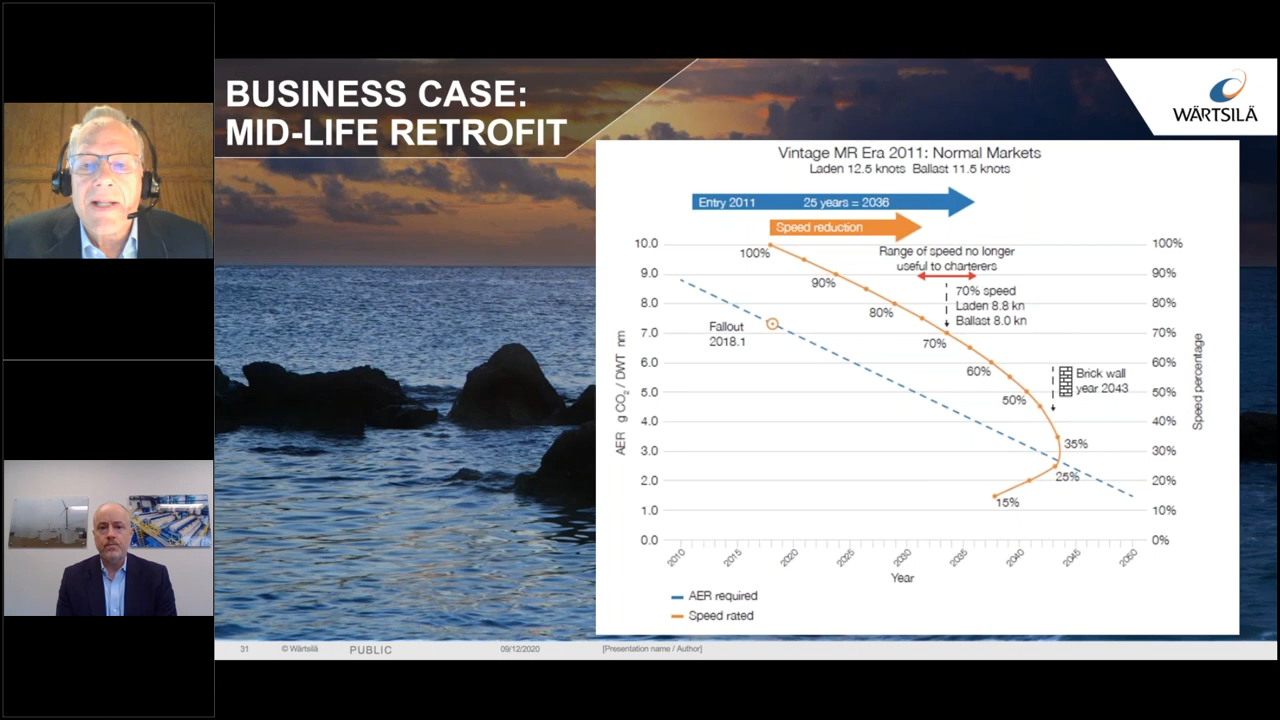 BUSINESS CASE:
MID-LIFE RETROFIT
WÄRTSILÄ
Vintage MR Era 2011: Normal Markets
Laden 12.5 knots Ballast 11.5 knots
Entry 2011 25 years = 2036
Speed reduction
Range of speed no longer
useful to charterers
70% speed
Laden 8.8 kn
Ballast 8.0 kn
Fallout
2018.1
Brick wall
year 2043
100%
90%
80%
70%
60%
50%
35%
25%
15%
AER g CO₂ / DWT nm
10.0
9.0
8.0
7.0
6.0
5.0
4.0
3.0
2.0
1.0
0.0
Speed percentage
100%
90%
80%
70%
60%
50%
40%
30%
20%
10%
0%
2010
2015
2020
2025
2030
2035
2040
2045
2050
Year
AER required
Speed rated
31 © Wärtsilä PUBLIC 09/12/2020 [Presentation name / Author]